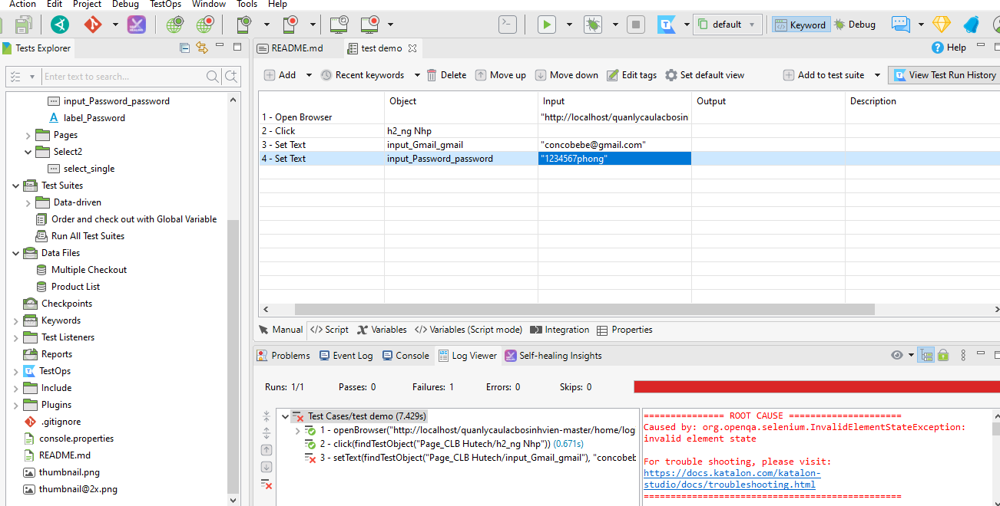 Action Edit Project Debug TestOps Window Tools Help
default Keyword Debug
Tests Explorer
README.md test demo Help
Enter text to search...
Add Recent keywords Delete Move up Move down Edit tags Set default view Add to test suite View Test Run History
input_Password_password
label_Password
Pages
Select2
select_single
Test Suites
Data-driven
Order and check out with Global Variable
Run All Test Suites
Data Files
Multiple Checkout
Product List
Checkpoints
Keywords
Test Listeners
Reports
TestOps
Include
Plugins
.gitignore
console.properties
README.md
thumbnail.png
thumbnail@2x.png
Object Input Output Description
1 - Open Browser "http://localhost/quanlycaulacbosin
2 - Click h2_ng Nhp
3 - Set Text input_Gmail_gmail "concobebe@gmail.com"
4 - Set Text input_Password_password "1234567phong"
Manual </> Script Variables </> Variables (Script mode) Integration Properties
Problems Event Log Console Log Viewer Self-healing Insights
Runs: 1/1 Passes: 0 Failures: 1 Errors: 0 Skips: 0
Test Cases/test demo (7.429s)
1 - openBrowser("http://localhost/quanlycaulacbosinhvien-master/home/log
2 - click(findTestObject("Page_CLB Hutech/h2_ng Nhp")) (0.671s)
3 - setText(findTestObject("Page_CLB Hutech/input_Gmail_gmail"), "concobeb
=============== ROOT CAUSE =====================
Caused by: org.openqa.selenium.InvalidElementStateException:
invalid element state
For trouble shooting, please visit:
https://docs.katalon.com/katalon-
studio/docs/troubleshooting.html
================================================